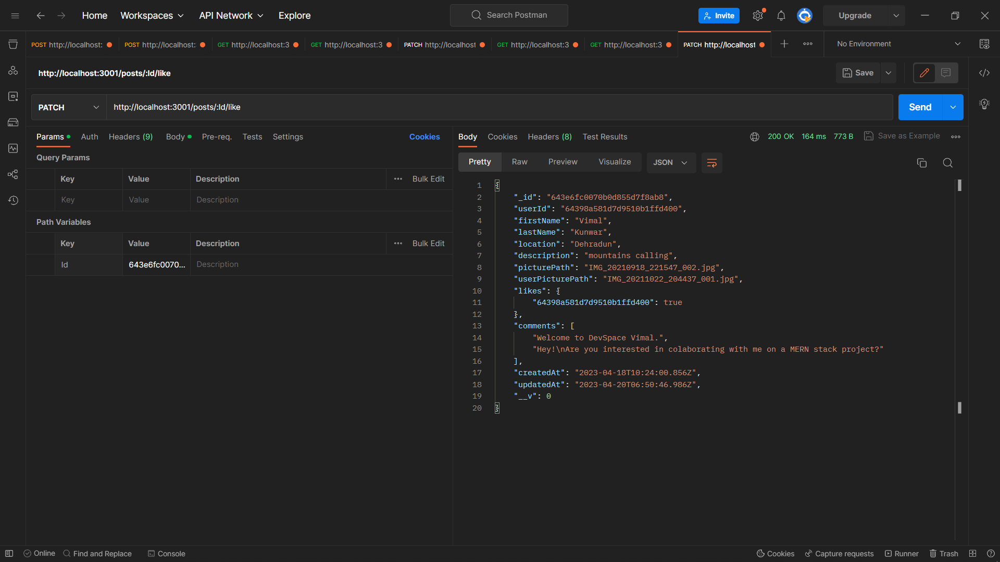 Home Workspaces API Network Explore Search Postman Invite Upgrade
POST http://localhost: POST http://localhost: GET http://localhost:3 GET http://localhost:3 PATCH http://localhost GET http://localhost:3 GET http://localhost:3 PATCH http://localhost No Environment
http://localhost:3001/posts/:Id/like Save
PATCH http://localhost:3001/posts/:Id/like Send
Params Auth Headers (9) Body Pre-req. Tests Settings Cookies
Query Params
Key Value Description Bulk Edit
Key Value Description
Path Variables
Key Value Description Bulk Edit
Id 643e6fc0070... Description
Body Cookies Headers (8) Test Results 200 OK 164 ms 773 B Save as Example
Pretty Raw Preview Visualize JSON
1 {
2 "_id": "643e6fc0070b0d855d7f8ab8",
3 "userId": "64398a581d7d9510b1ffd400",
4 "firstName": "Vimal",
5 "lastName": "Kunwar",
6 "location": "Dehradun",
7 "description": "mountains calling",
8 "picturePath": "IMG_20210918_221547_002.jpg",
9 "userPicturePath": "IMG_20211022_204437_001.jpg",
10 "likes": {
11 "64398a581d7d9510b1ffd400": true
12 },
13 "comments": [
14 "Welcome to DevSpace Vimal.",
15 "Hey!\nAre you interested in colaborating with me on a MERN stack project?"
16 ],
17 "createdAt": "2023-04-18T10:24:00.856Z",
18 "updatedAt": "2023-04-20T06:50:46.986Z",
19 "__v": 0
20 }
Online Find and Replace Console Cookies Capture requests Runner Trash